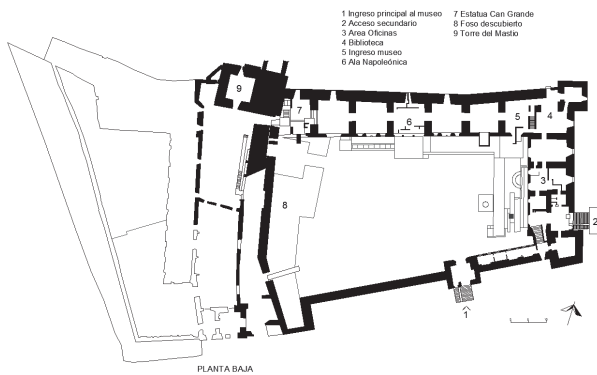 1 Ingreso principal al museo
2 Acceso secundario
3 Area Oficinas
4 Biblioteca
5 Ingreso museo
6 Ala Napoleónica
7 Estatua Can Grande
8 Foso descubierto
9 Torre del Mastio
9
7
6
5
4
3
8
2
1
PLANTA BAJA